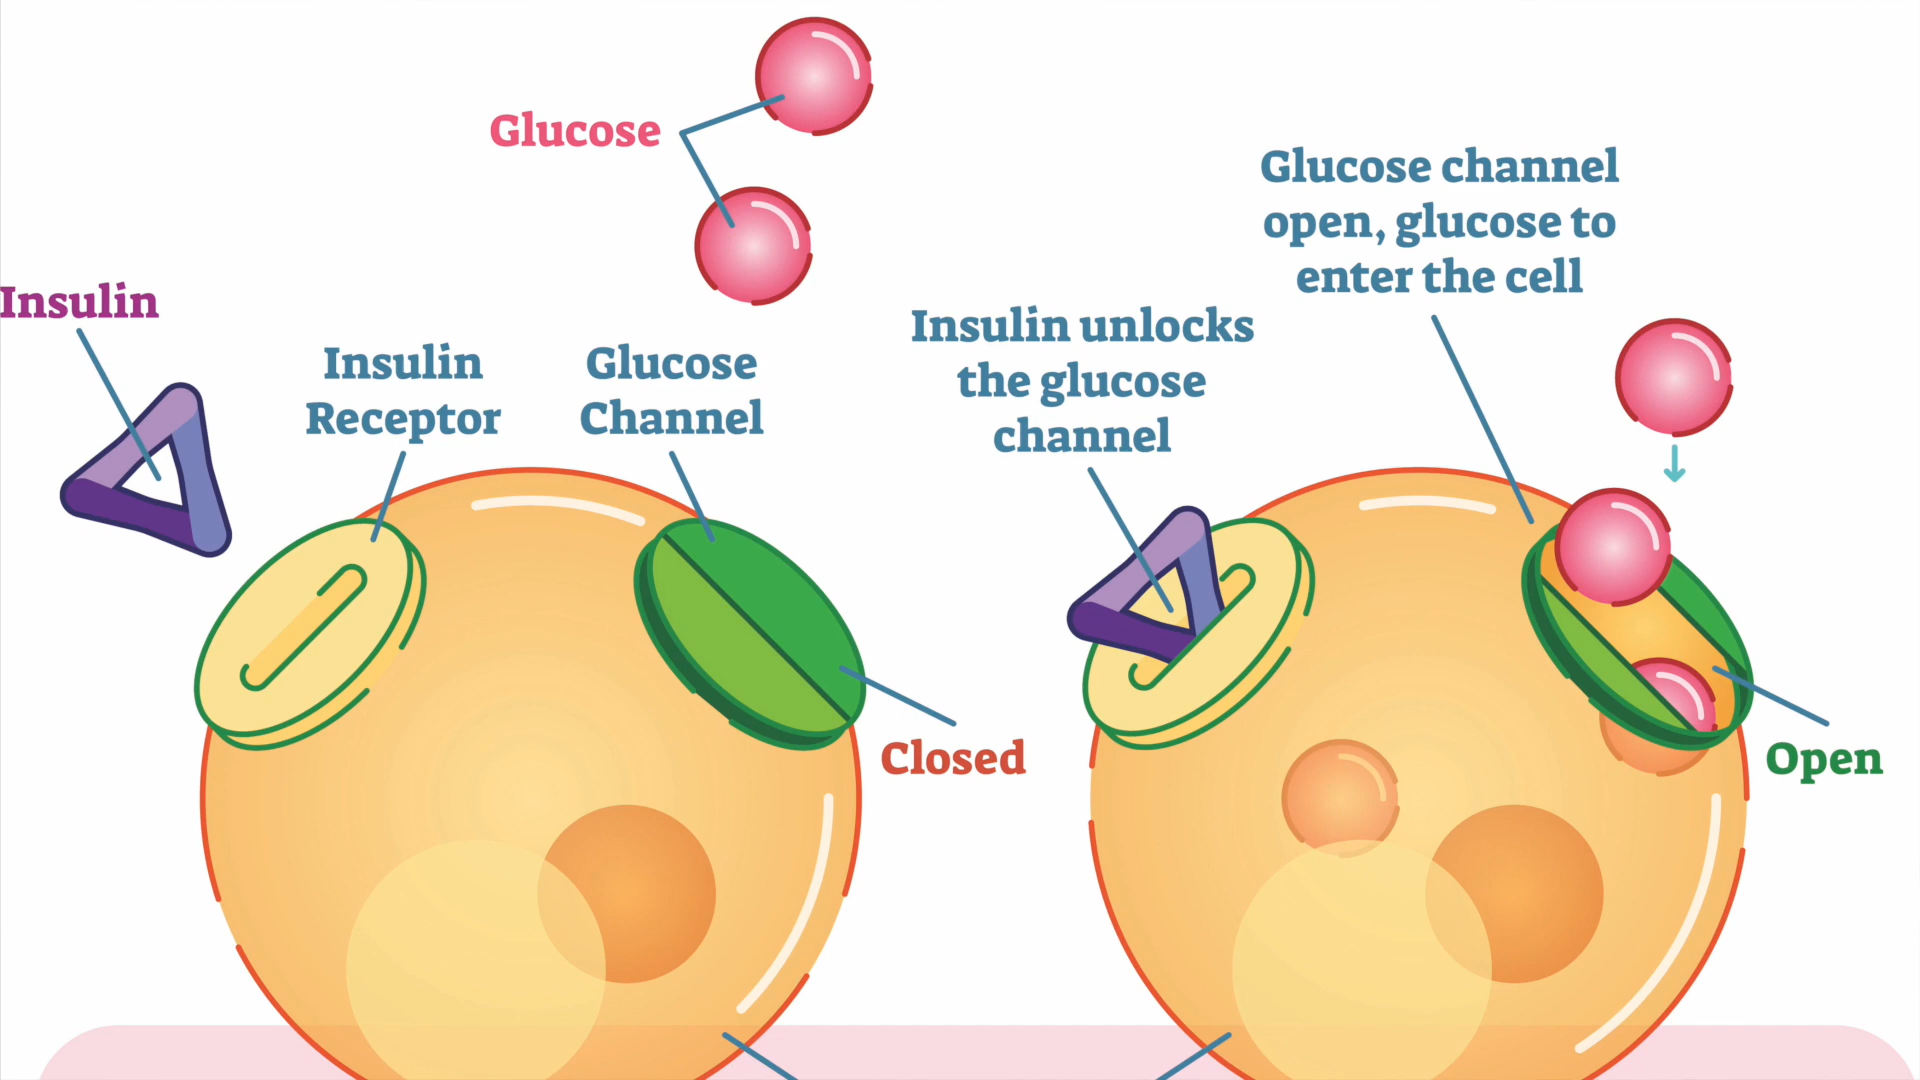 Glucose
Insulin
Insulin
Receptor
Glucose
Channel
Closed
Insulin unlocks
the glucose
channel
Glucose channel
open, glucose to
enter the cell
Open